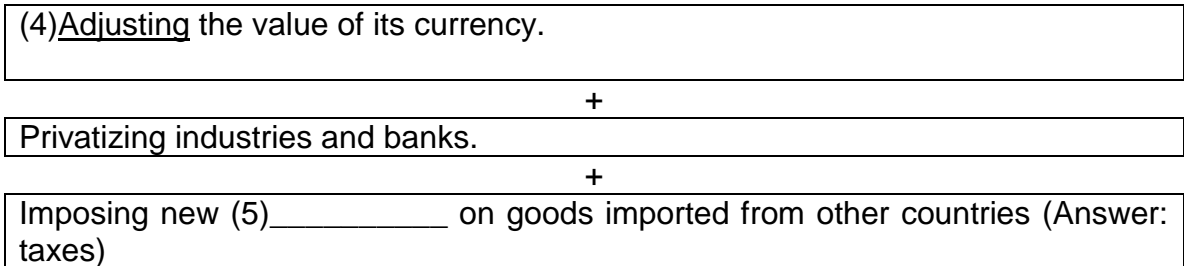 (4)Adjusting the value of its currency.
+
Privatizing industries and banks.
+
Imposing new (5)__________ on goods imported from other countries (Answer:
taxes)